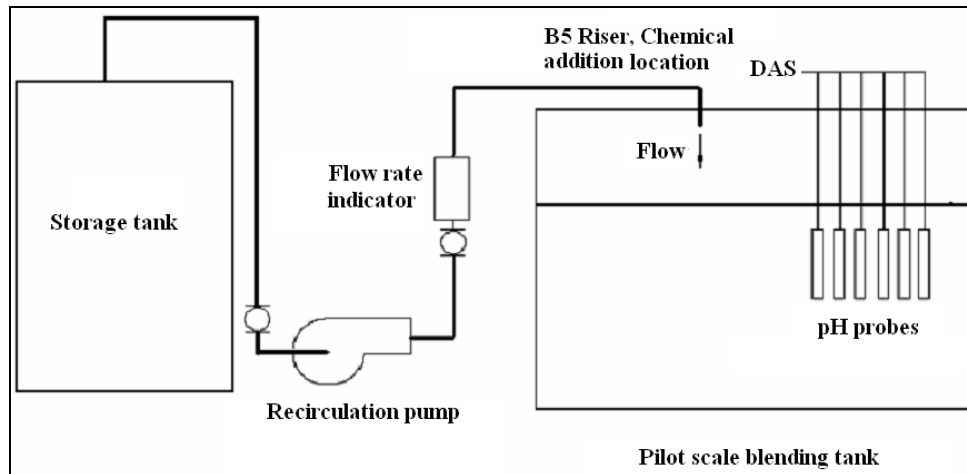 B5 Riser, Chemical
addition location
DAS
Flow
Flow rate
indicator
Storage tank
pH probes
Recirculation pump
Pilot scale blending tank